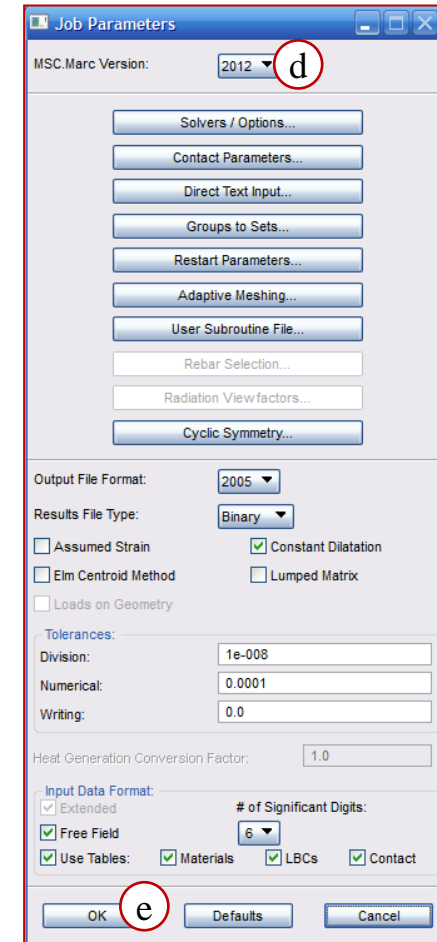 Job Parameters
MSC.Marc Version: 2012 d
Solvers / Options...
Contact Parameters...
Direct Text Input...
Groups to Sets...
Restart Parameters...
Adaptive Meshing...
User Subroutine File...
Rebar Selection...
Radiation Viewfactors...
Cyclic Symmetry...
Output File Format: 2005
Results File Type: Binary
Assumed Strain Constant Dilatation
Elm Centroid Method Lumped Matrix
Loads on Geometry
Tolerances:
Division: 1e-008
Numerical: 0.0001
Writing: 0.0
Heat Generation Conversion Factor: 1.0
Input Data Format:
Extended # of Significant Digits:
Free Field 6
Use Tables: Materials LBCs Contact
OK e Defaults Cancel